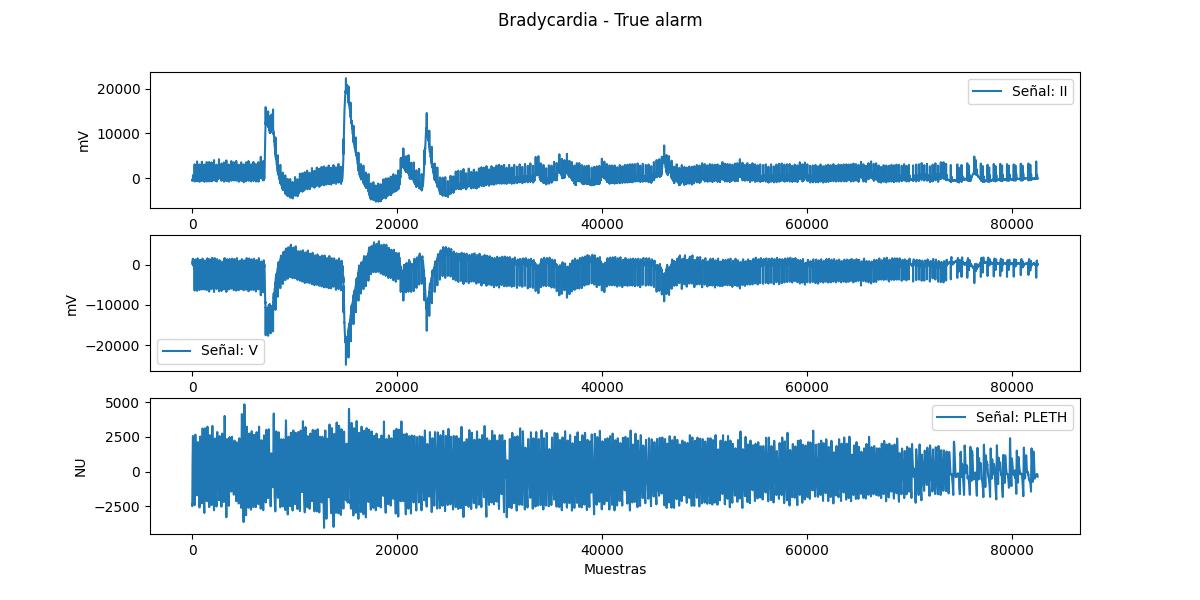 Bradycardia - True alarm
20000
10000
0
mV
Señal: II
0 20000 40000 60000 80000
0
−10000
−20000
mV
Señal: V
0 20000 40000 60000 80000
5000
2500
0
−2500
NU
Señal: PLETH
0 20000 40000 60000 80000
Muestras